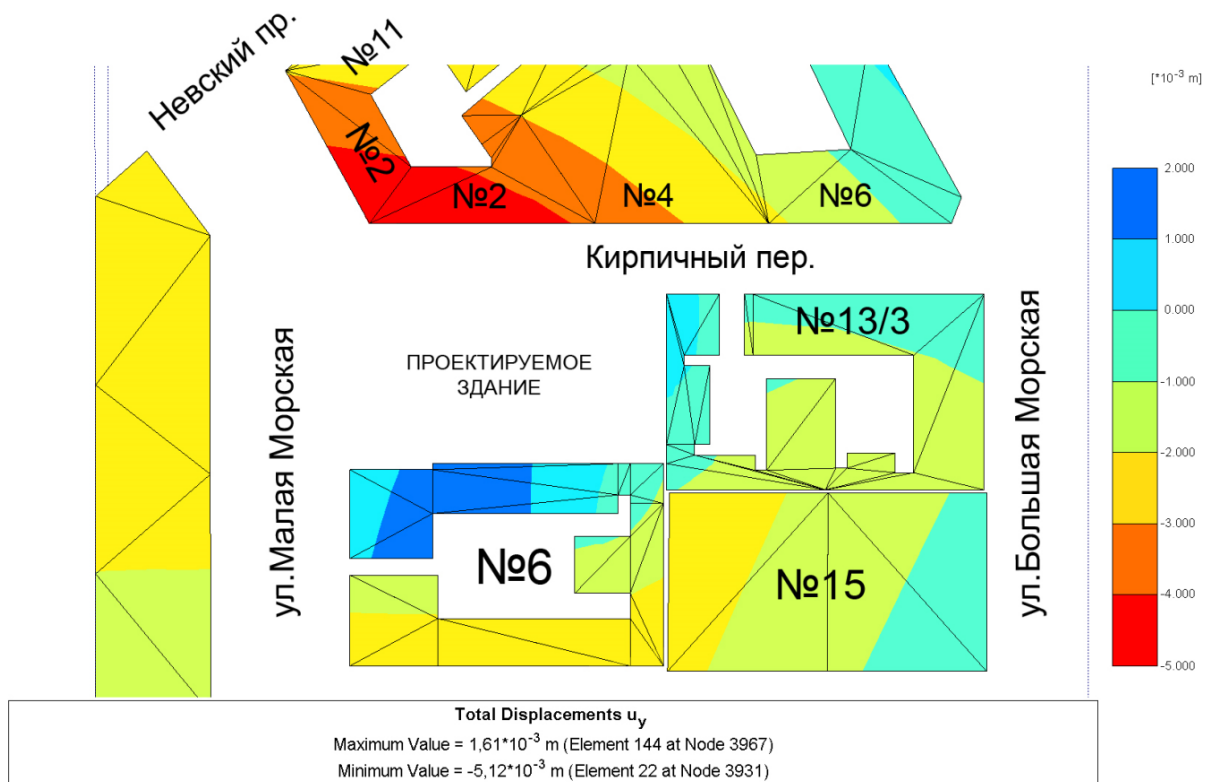 Невский пр.
№11
[*10-3 m]
№2
№2
№4
№6
Кирпичный пер.
2.000
1.000
0.000
-1.000
-2.000
-3.000
-4.000
-5.000
№13/3
ПРОЕКТИРУЕМОЕ
ЗДАНИЕ
ул.Малая Морская
ул.Большая Морская
№6
№15
Total Displacements uy
Maximum Value = 1,61*10-3 m (Element 144 at Node 3967)
Minimum Value = -5,12*10-3 m (Element 22 at Node 3931)